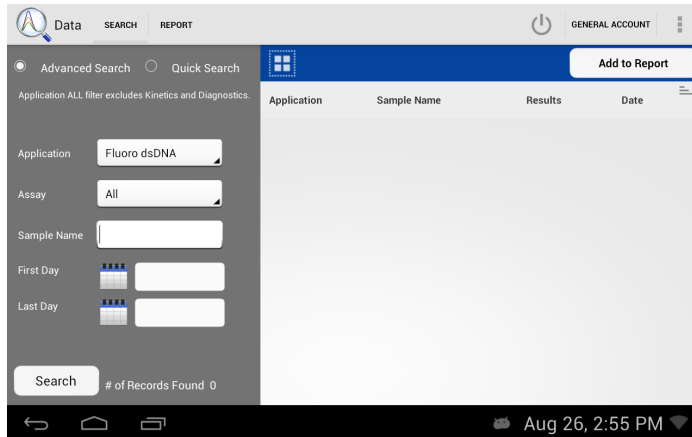 Data SEARCH REPORT GENERAL ACCOUNT
Advanced Search Quick Search
Add to Report
Application ALL filter excludes Kinetics and Diagnostics.
Application Sample Name Results Date
Application Fluoro dsDNA
Assay All
Sample Name
First Day
Last Day
Search # of Records Found 0
Aug 26, 2:55 PM